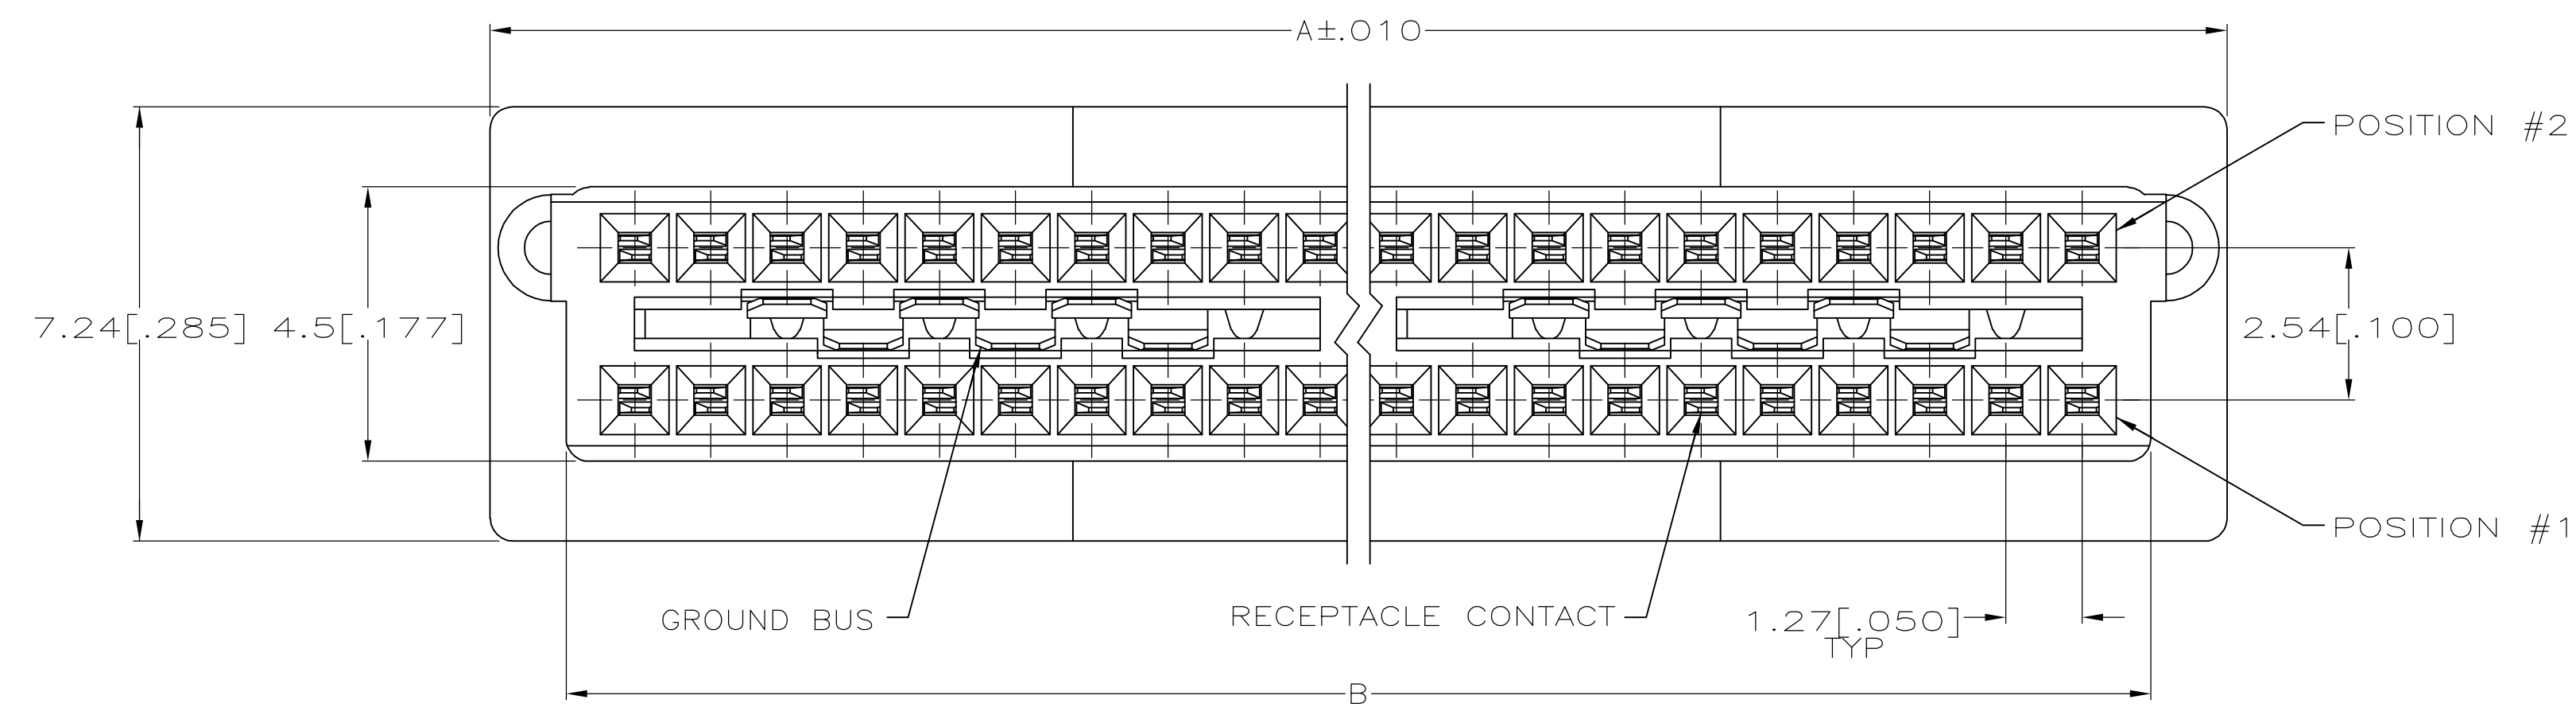 A±.010
POSITION #2
7.24[.285] 4.5[.177]
2.54[.100]
POSITION #1
GROUND BUS
RECEPTACLE CONTACT
1.27[.050]
TYP
B